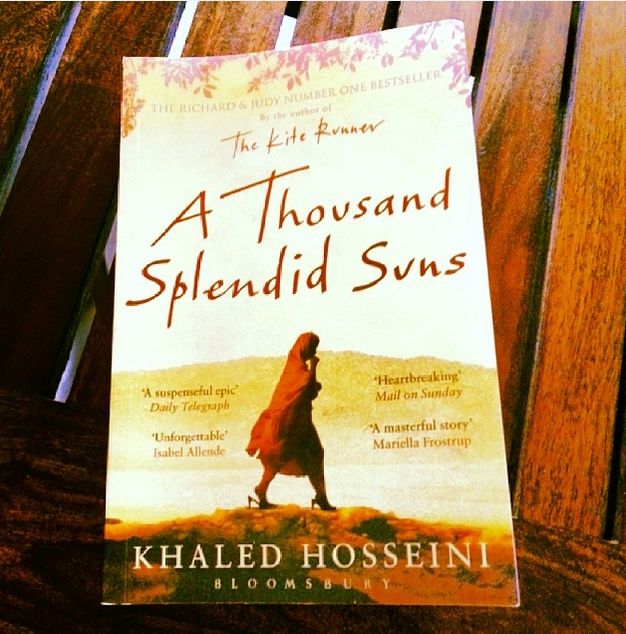 THE RICHARD & JUDY NUMBER ONE BESTSELLER
By the author of
The Kite Runner
A Thousand
Splendid Suns
'A suspenseful epic'
Daily Telegraph
'Unforgettable'
Isabel Allende
'Heartbreaking'
Mail on Sunday
'A masterful story'
Mariella Frostrup
KHALED HOSSEINI
BLOOMSBURY